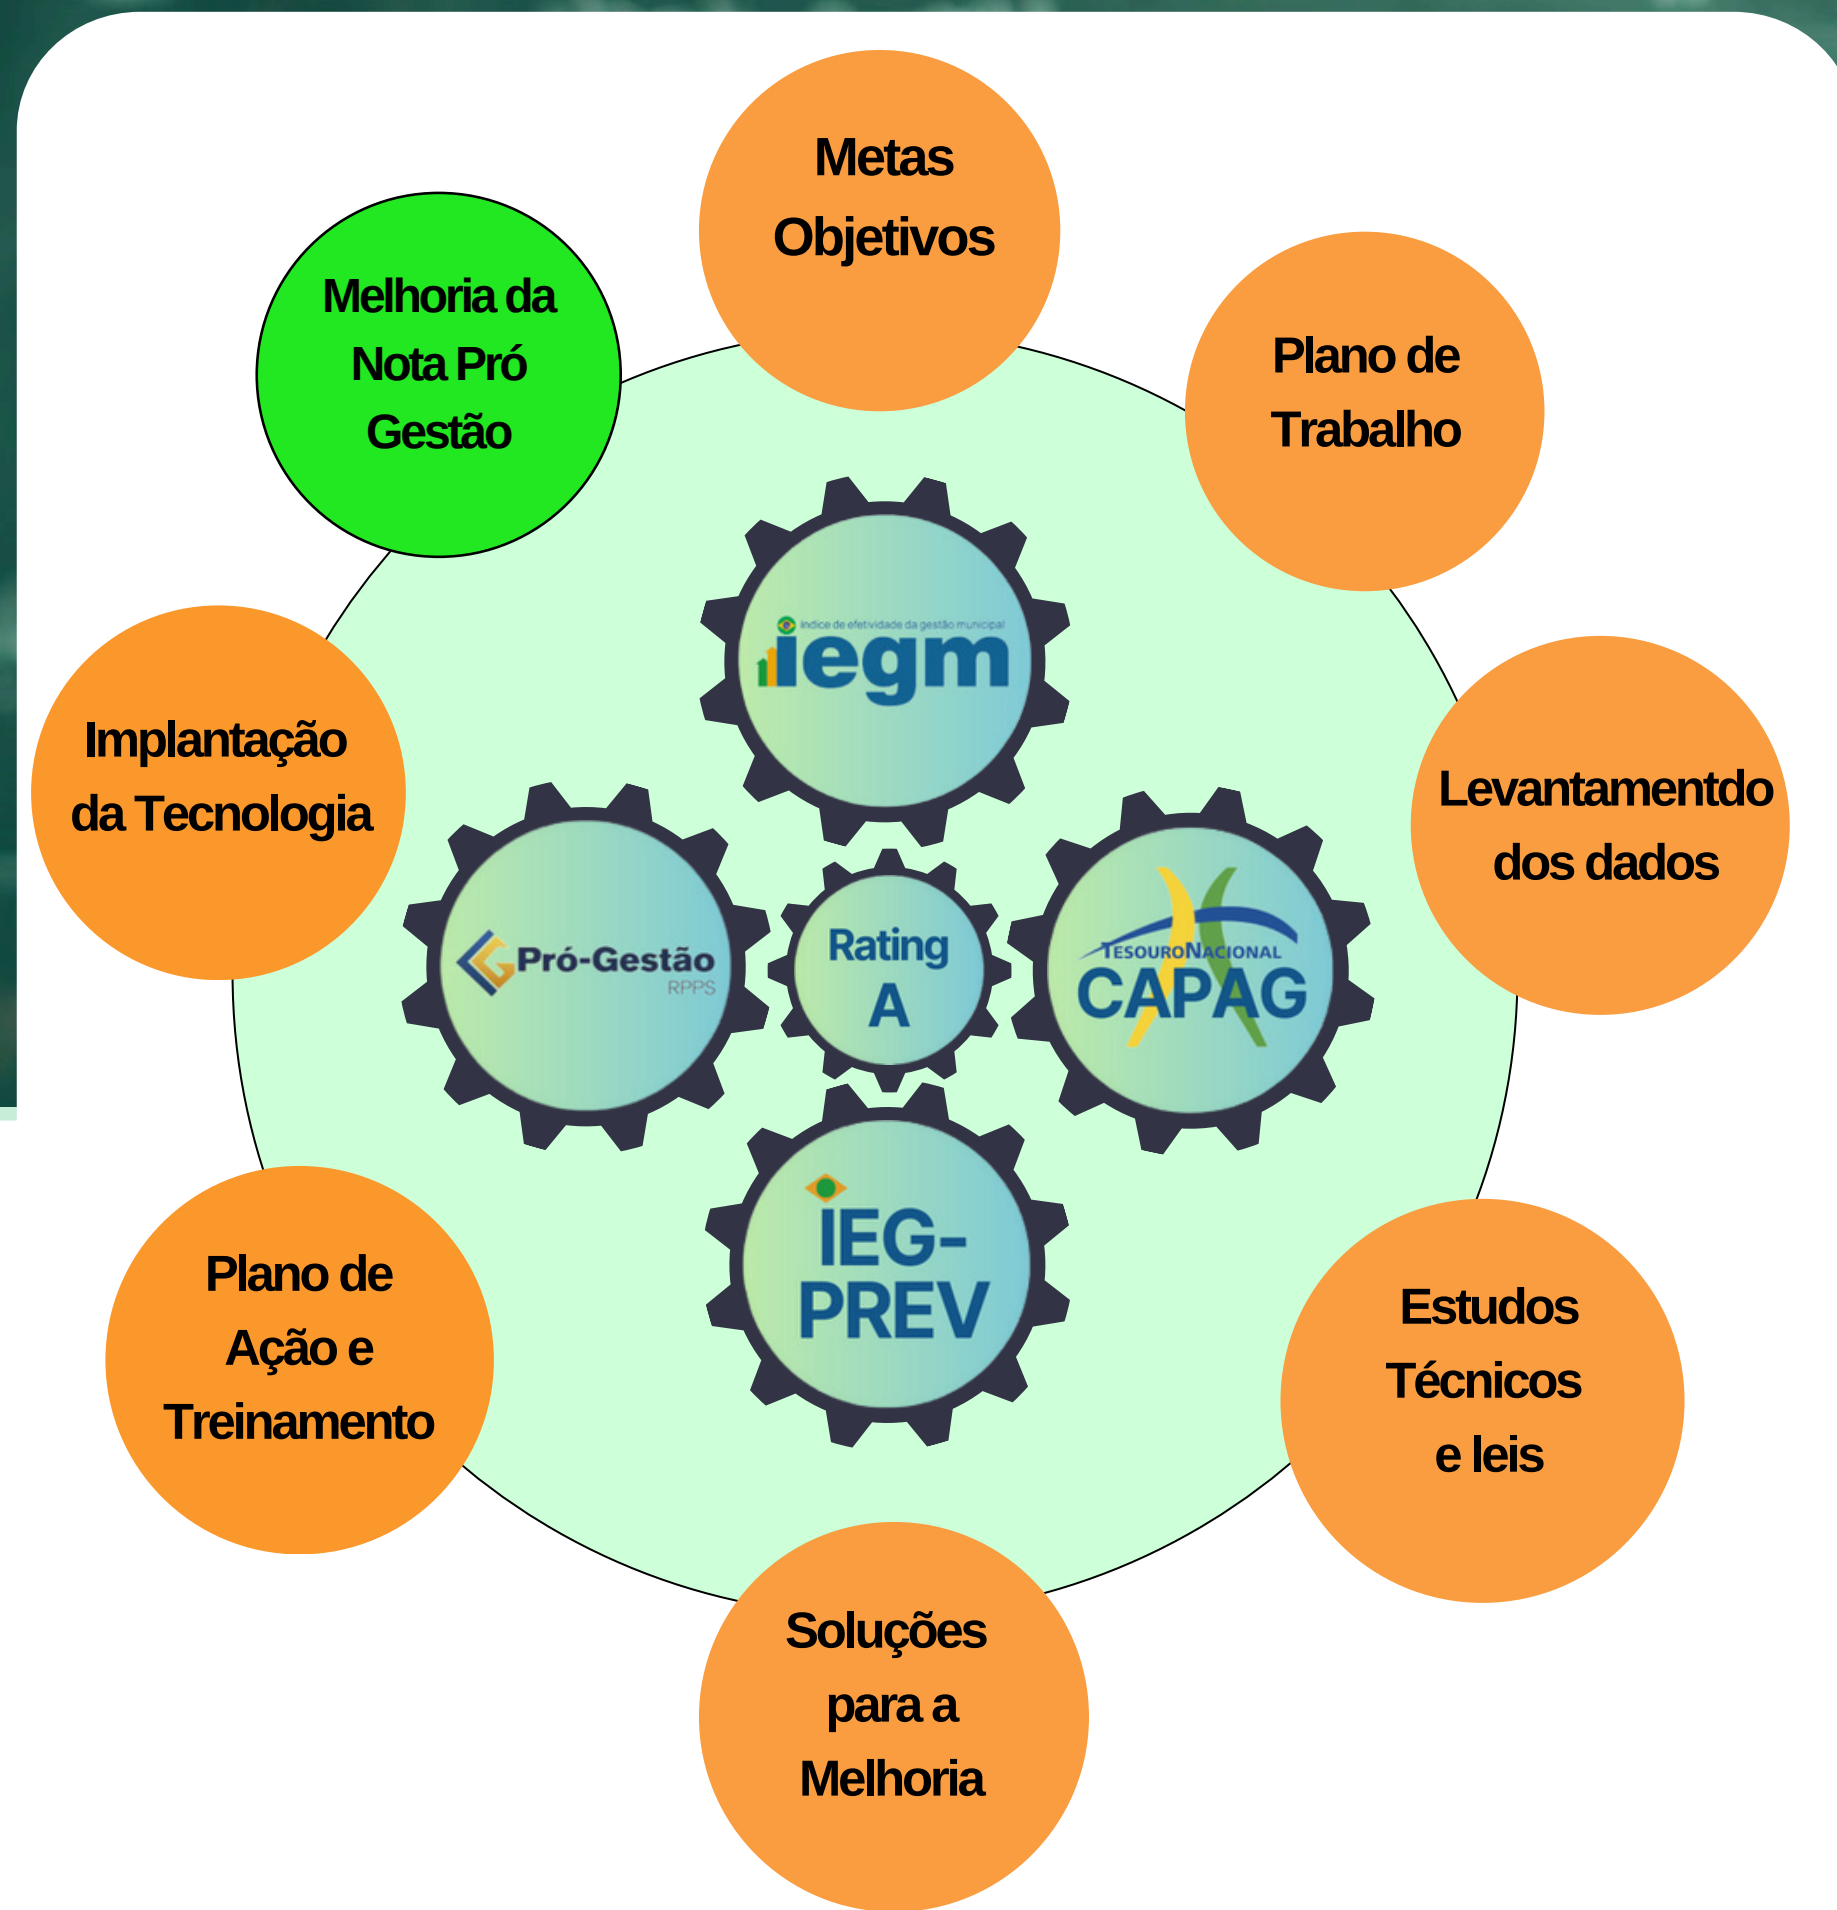 Metas
Objetivos
Plano de
Trabalho
Levantamentdo
dos dados
Estudos
Técnicos
e leis
Soluções
para a
Melhoria
Plano de
Ação e
Treinamento
Implantação
da Tecnologia
Melhoria da
Nota Pró
Gestão
índice de efetividade da gestão municipal
iegm
Pró-Gestão
RPPS
Rating
A
TESOURO NACIONAL
CAPAG
IEG-
PREV